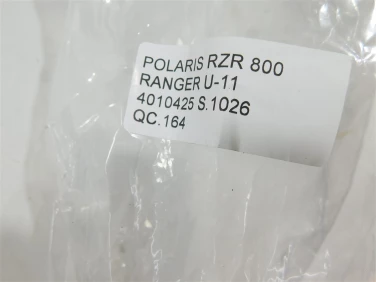 POLARIS RZR 800
RANGER U-11
4010425 S.1026
QC.164